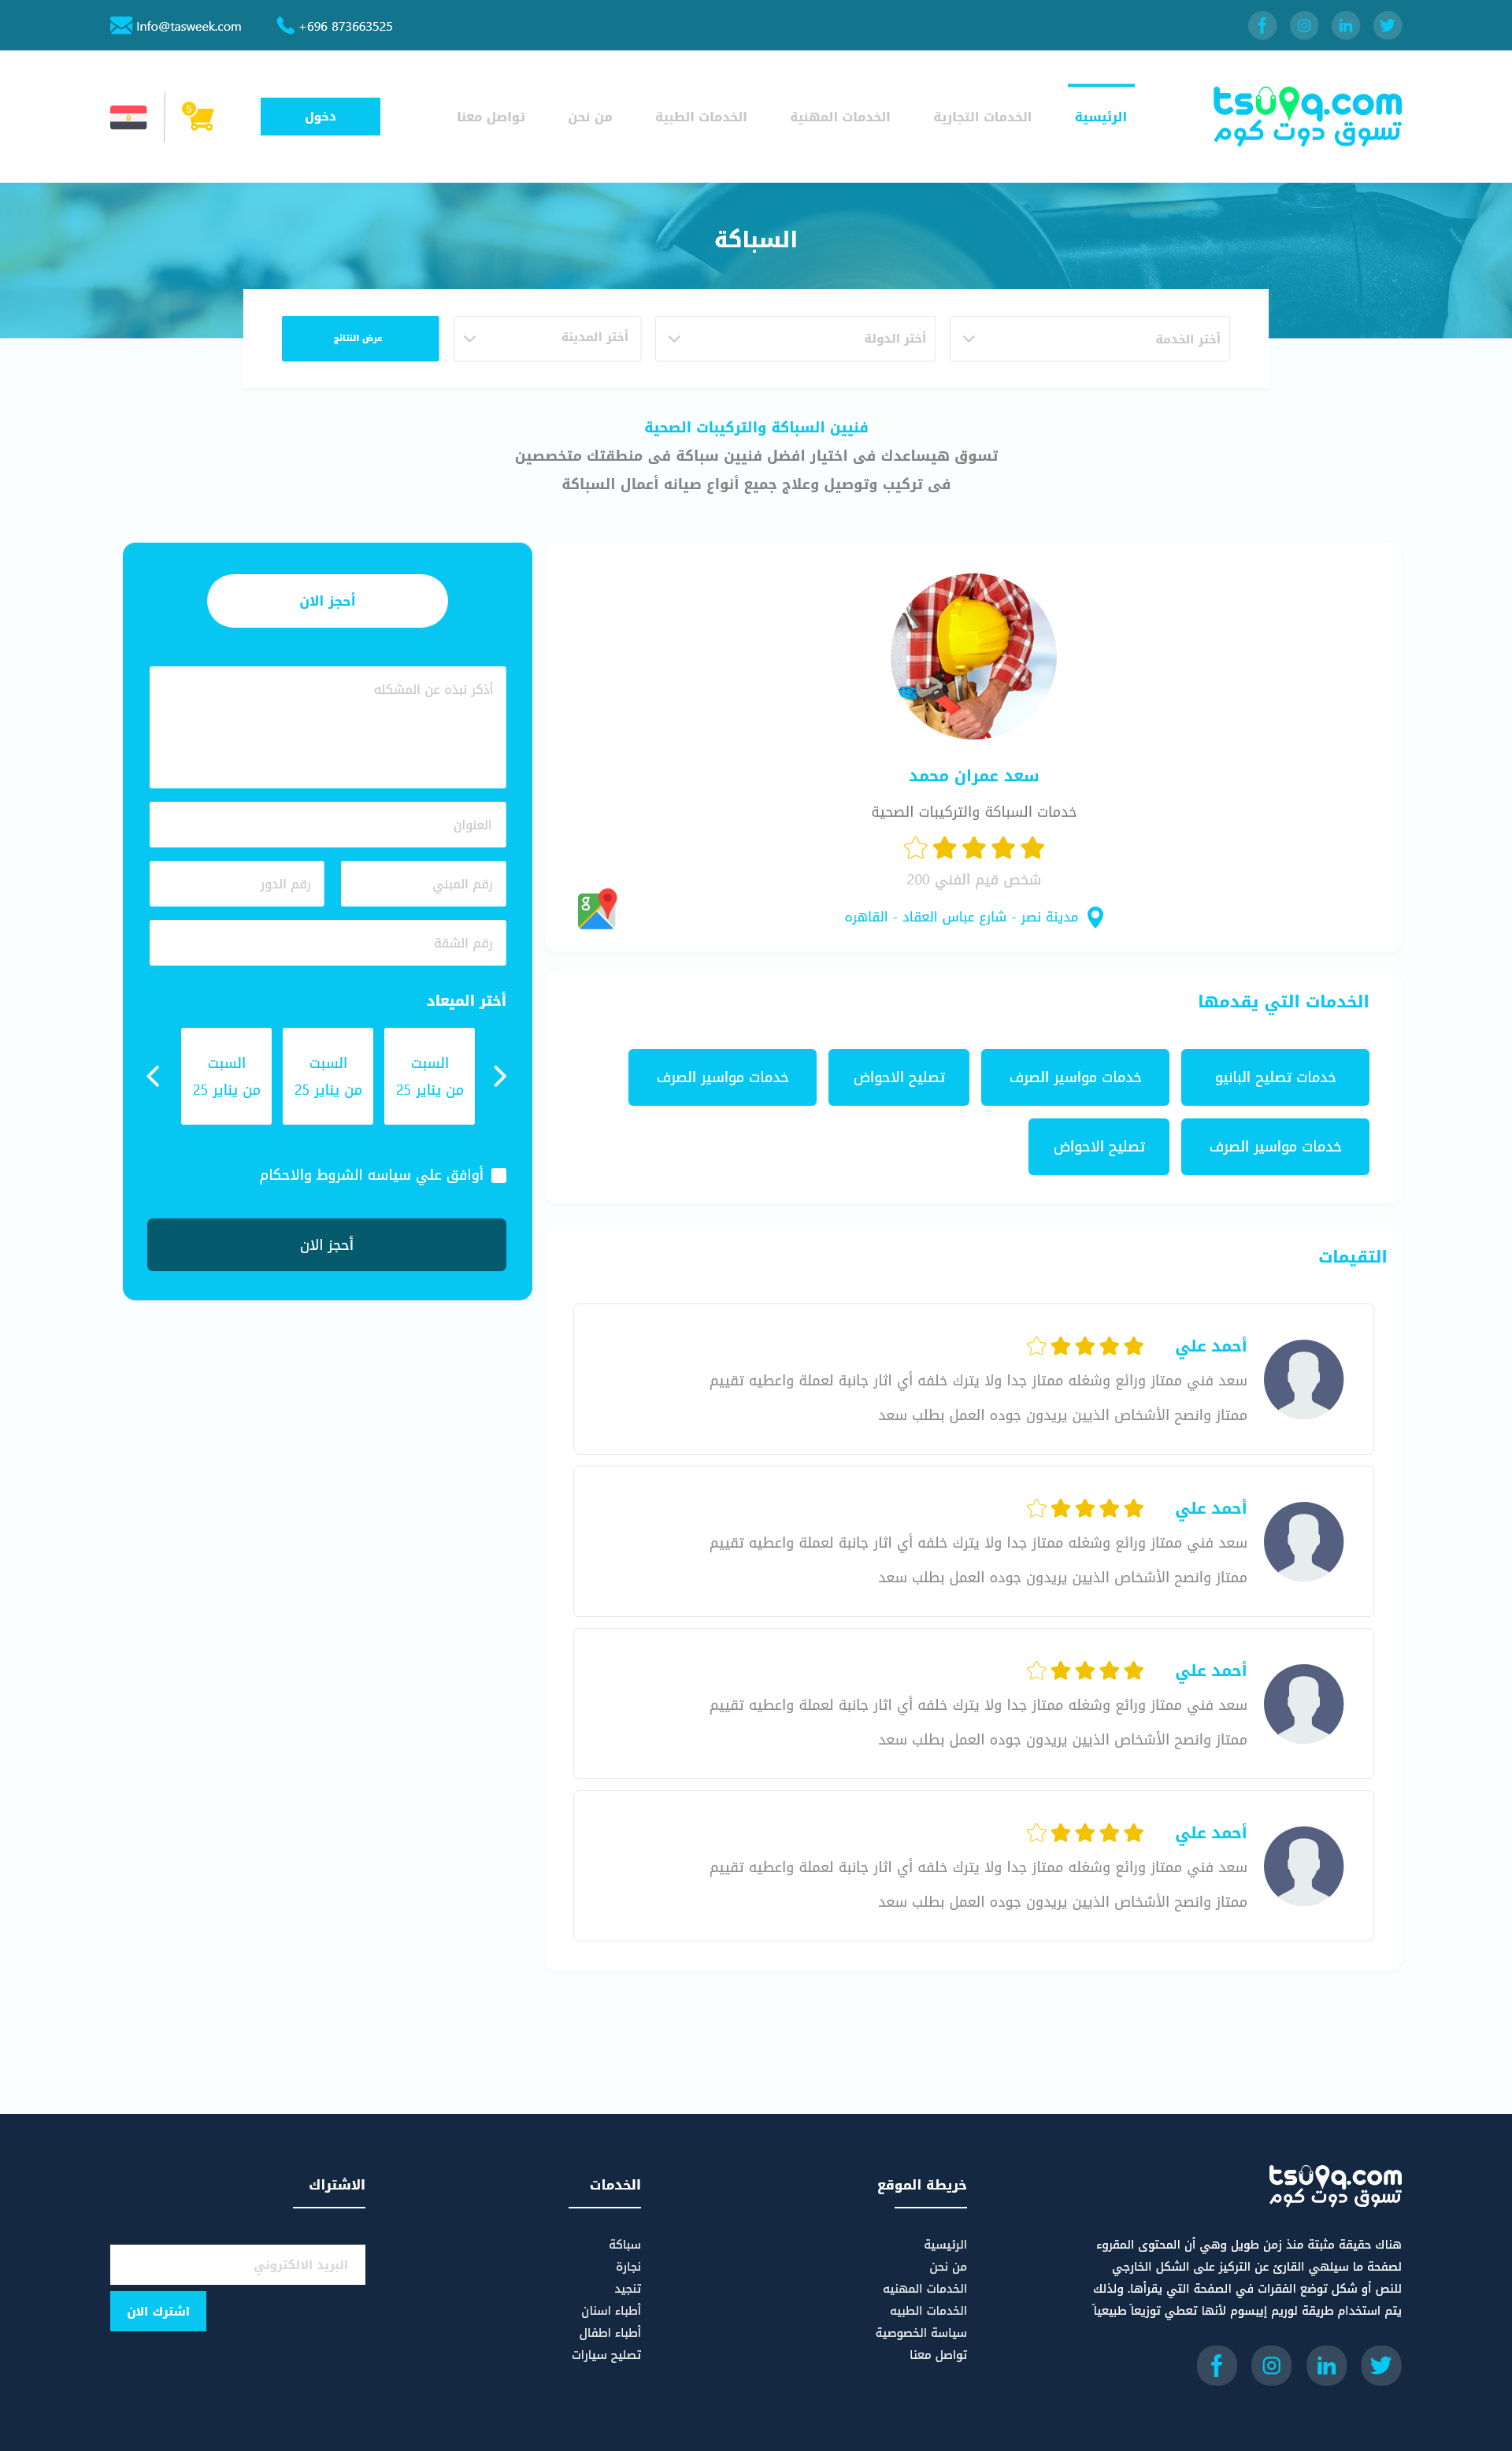 Info@tasweek.com
+696 873663525
tsuq.com
تسوق دوت كوم
الرئيسية
الخدمات التجارية
الخدمات المهنية
الخدمات الطبية
من نحن
تواصل معنا
دخول
5
السباكة
أختر الخدمة
أختر الدولة
أختر المدينة
عرض النتائج
فنيين السباكة والتركيبات الصحية
تسوق هيساعدك فى اختيار افضل فنيين سباكة فى منطقتك متخصصين
فى تركيب وتوصيل وعلاج جميع أنواع صيانه أعمال السباكة
سعد عمران محمد
خدمات السباكة والتركيبات الصحية
شخص قيم الفني 200
مدينة نصر - شارع عباس العقاد - القاهره
g
الخدمات التي يقدمها
خدمات تصليح البانيو
خدمات مواسير الصرف
تصليح الاحواض
خدمات مواسير الصرف
خدمات مواسير الصرف
تصليح الاحواض
التقيمات
أحمد علي
سعد فني ممتاز ورائع وشغله ممتاز جدا ولا يترك خلفه أي اثار جانبة لعملة واعطيه تقييم
ممتاز وانصح الأشخاص الذيين يريدون جوده العمل بطلب سعد
أحمد علي
سعد فني ممتاز ورائع وشغله ممتاز جدا ولا يترك خلفه أي اثار جانبة لعملة واعطيه تقييم
ممتاز وانصح الأشخاص الذيين يريدون جوده العمل بطلب سعد
أحمد علي
سعد فني ممتاز ورائع وشغله ممتاز جدا ولا يترك خلفه أي اثار جانبة لعملة واعطيه تقييم
ممتاز وانصح الأشخاص الذيين يريدون جوده العمل بطلب سعد
أحمد علي
سعد فني ممتاز ورائع وشغله ممتاز جدا ولا يترك خلفه أي اثار جانبة لعملة واعطيه تقييم
ممتاز وانصح الأشخاص الذيين يريدون جوده العمل بطلب سعد
أحجز الان
أذكر نبذه عن المشكله
العنوان
رقم المبني
رقم الدور
رقم الشقة
أختر الميعاد
السبت
من يناير 25
السبت
من يناير 25
السبت
من يناير 25
أوافق علي سياسه الشروط والاحكام
أحجز الان
tsuq.com
تسوق دوت كوم
هناك حقيقة مثبتة منذ زمن طويل وهي أن المحتوى المقروء
لصفحة ما سيلهي القارئ عن التركيز على الشكل الخارجي
للنص أو شكل توضع الفقرات في الصفحة التي يقرأها. ولذلك
يتم استخدام طريقة لوريم إيبسوم لأنها تعطي توزيعاَ طبيعياَ
خريطة الموقع
الرئيسية
من نحن
الخدمات المهنيه
الخدمات الطبيه
سياسة الخصوصية
تواصل معنا
الخدمات
سباكة
نجارة
تنجيد
أطباء اسنان
أطباء اطفال
تصليح سيارات
الاشتراك
البريد الالكتروني
اشترك الان